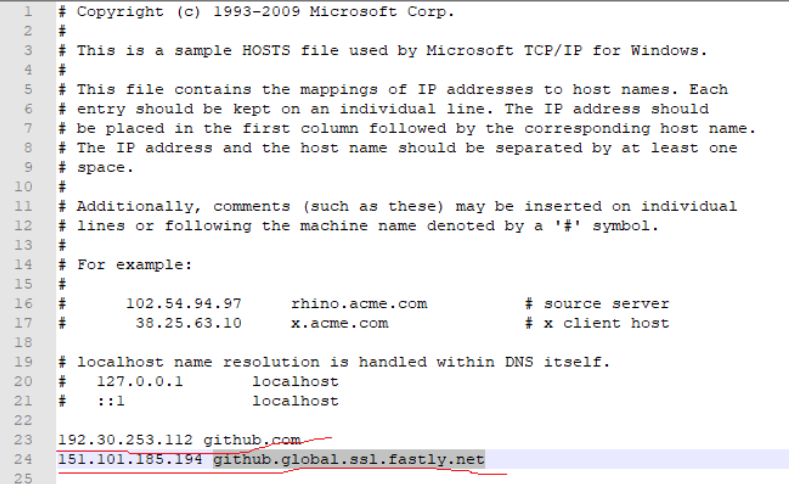 1 # Copyright (c) 1993-2009 Microsoft Corp.
2 #
3 # This is a sample HOSTS file used by Microsoft TCP/IP for Windows.
4 #
5 # This file contains the mappings of IP addresses to host names. Each
6 # entry should be kept on an individual line. The IP address should
7 # be placed in the first column followed by the corresponding host name.
8 # The IP address and the host name should be separated by at least one
9 # space.
10 #
11 # Additionally, comments (such as these) may be inserted on individual
12 # lines or following the machine name denoted by a '#' symbol.
13 #
14 # For example:
15 #
16 #      102.54.94.97     rhino.acme.com          # source server
17 #       38.25.63.10     x.acme.com              # x client host
18
19 # localhost name resolution is handled within DNS itself.
20 #   127.0.0.1       localhost
21 #   ::1             localhost
22
23 192.30.253.112 github.com
24 151.101.185.194 github.global.ssl.fastly.net
25